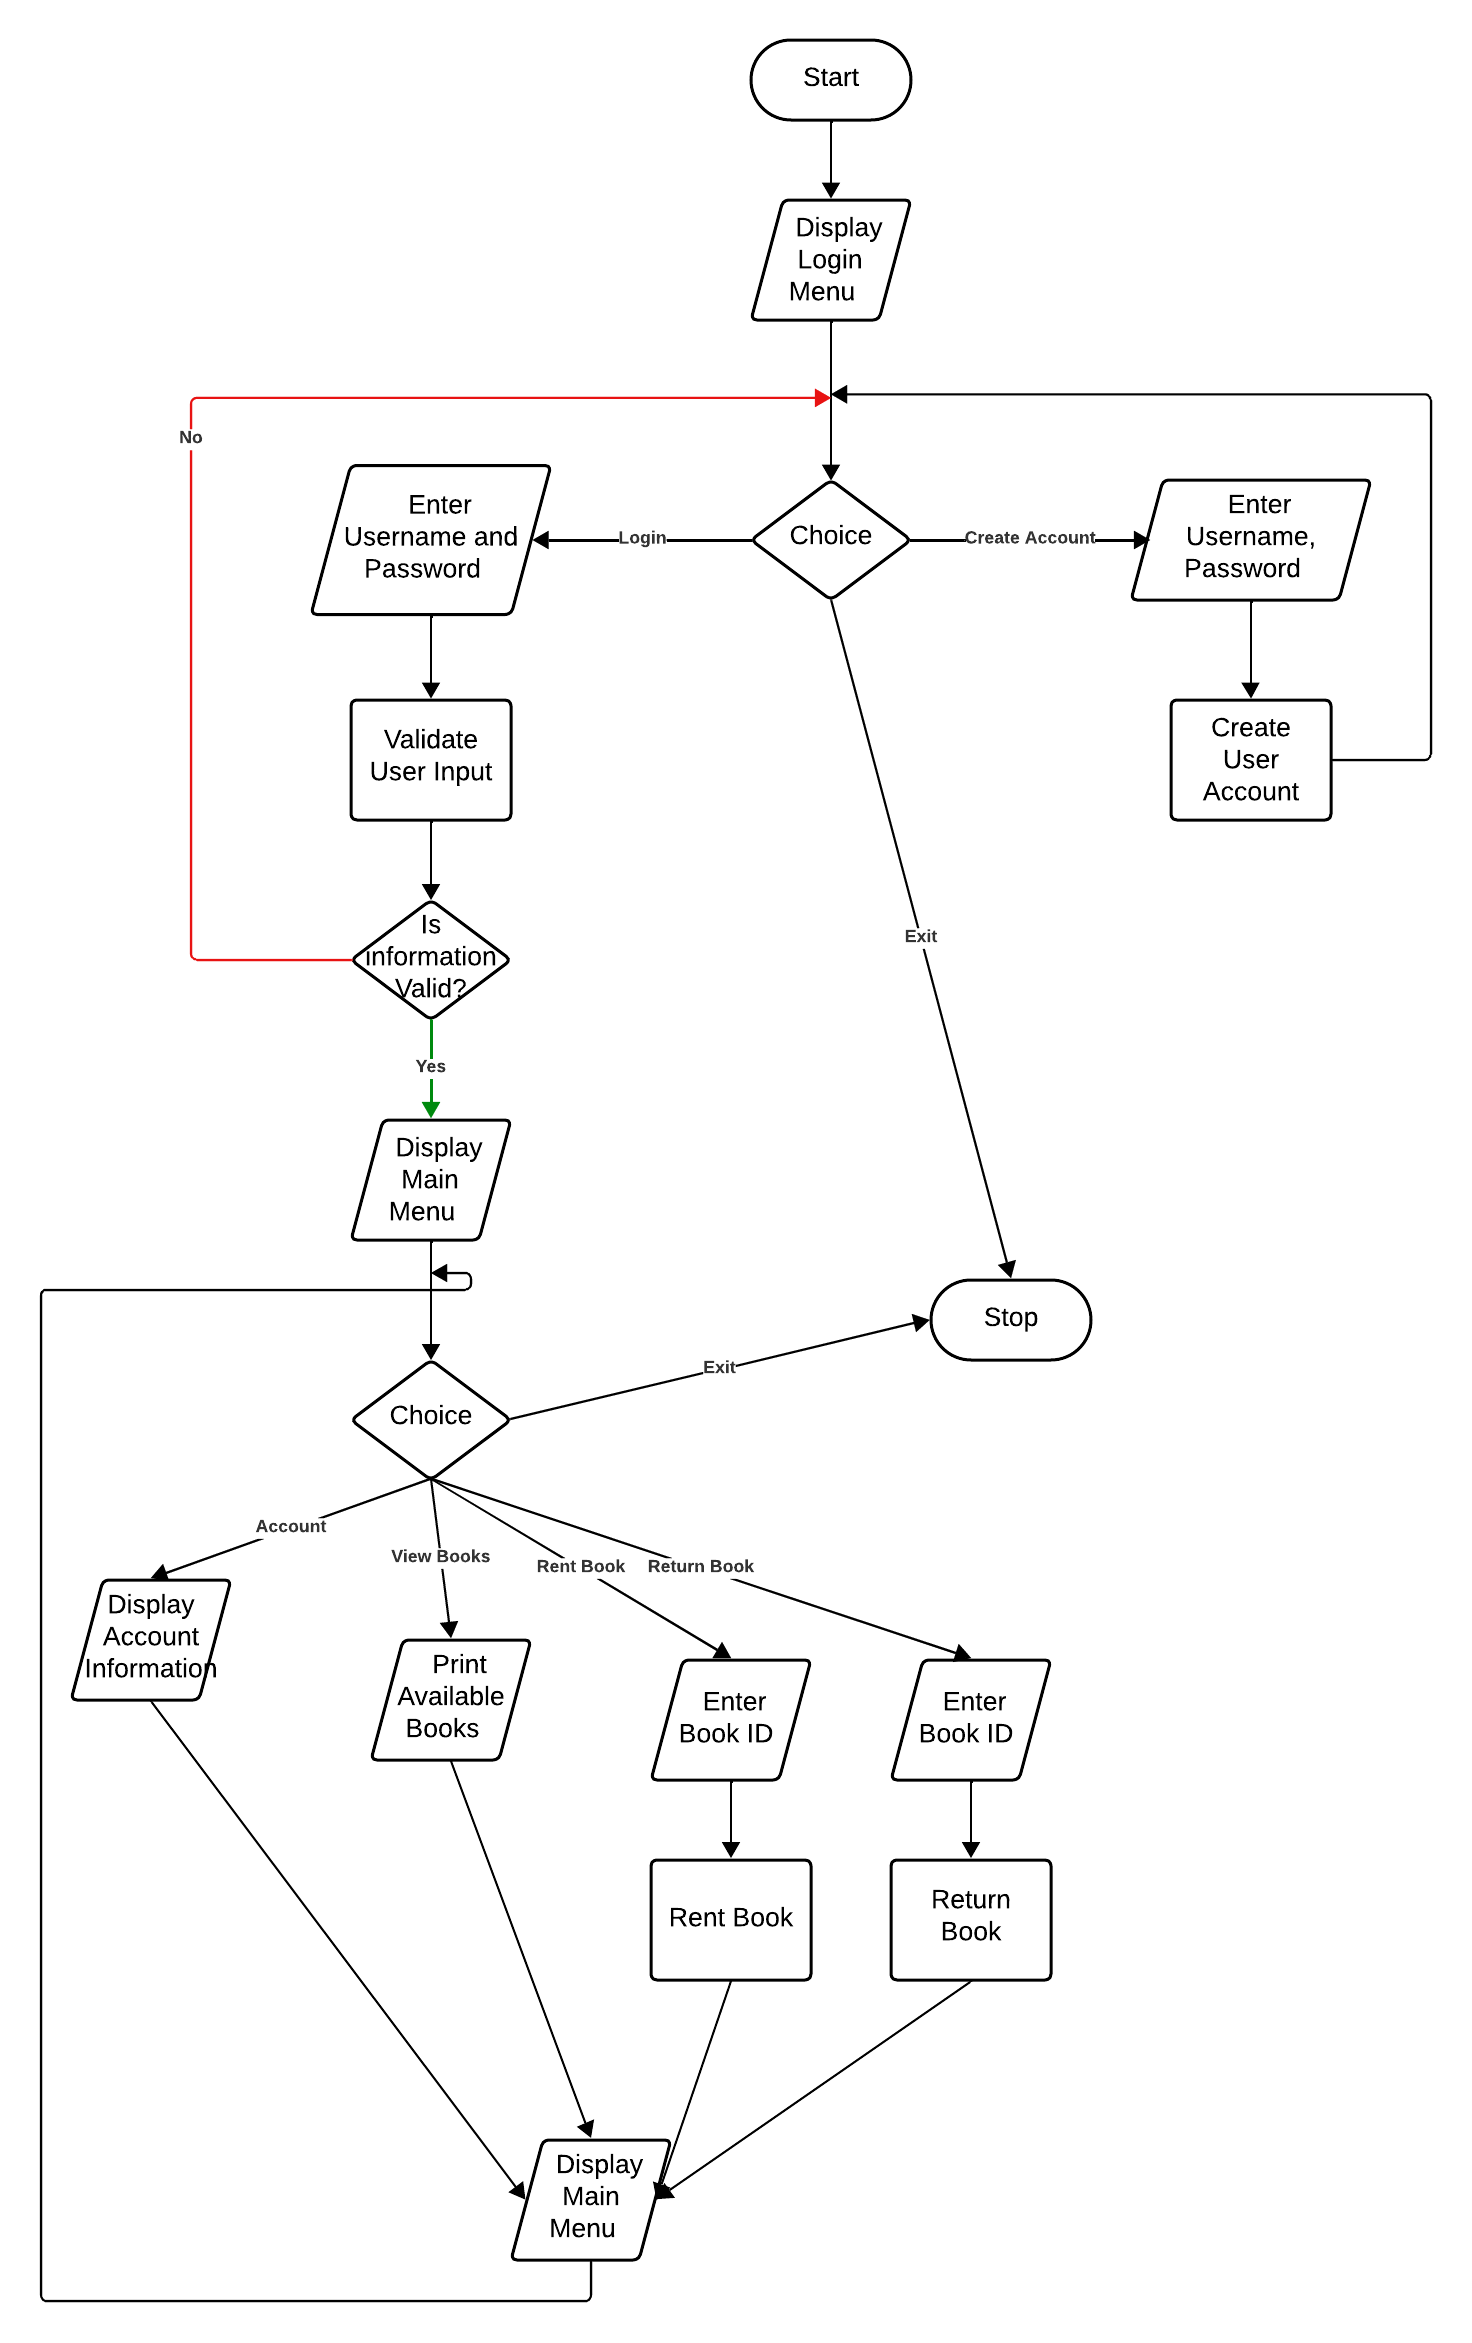 Start
Display
Login
Menu
No
Enter
Username and
Password
Login
Choice
Create Account
Enter
Username,
Password
Validate
User Input
Create
User
Account
Is
information
Valid?
Exit
Yes
Display
Main
Menu
Stop
Exit
Choice
Account
View Books
Rent Book
Return Book
Display
Account
Information
Print
Available
Books
Enter
Book ID
Enter
Book ID
Rent Book
Return
Book
Display
Main
Menu